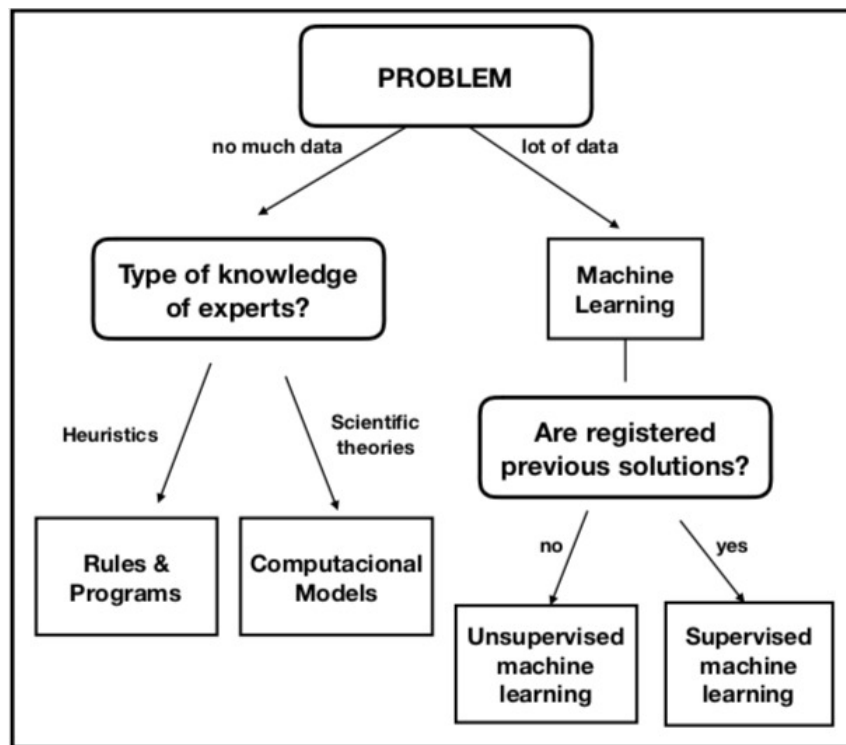 PROBLEM
no much data
lot of data
Type of knowledge
of experts?
Machine
Learning
Heuristics
Scientific
theories
Are registered
previous solutions?
no
yes
Rules &
Programs
Computacional
Models
Unsupervised
machine
learning
Supervised
machine
learning